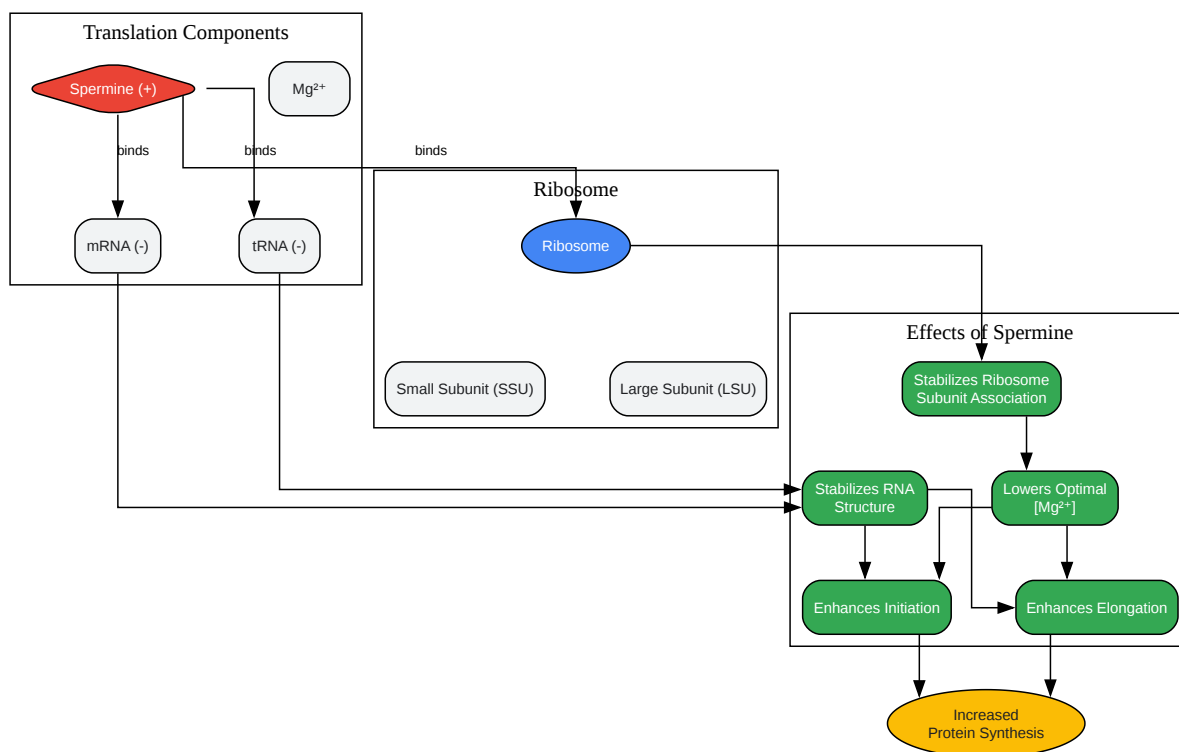 Translation Components
Spermine (+)
Mg²⁺
binds
binds
binds
Ribosome
mRNA (-)
tRNA (-)
Ribosome
Effects of Spermine
Small Subunit (SSU)
Large Subunit (LSU)
Stabilizes Ribosome
Subunit Association
Stabilizes RNA
Structure
Lowers Optimal
[Mg²⁺]
Enhances Initiation
Enhances Elongation
Increased
Protein Synthesis